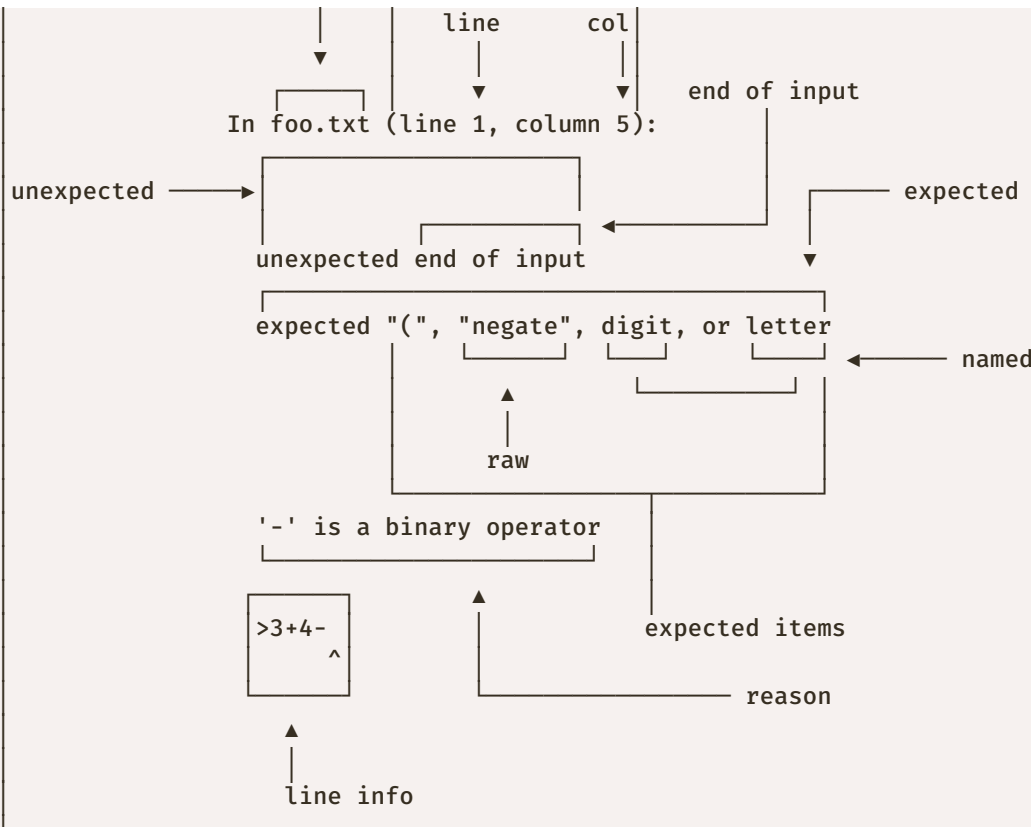 line col
end of input
In foo.txt (line 1, column 5):
unexpected expected
unexpected end of input
expected "(", "negate", digit, or letter
named
raw
'-' is a binary operator
>3+4-
expected items
^
reason
line info